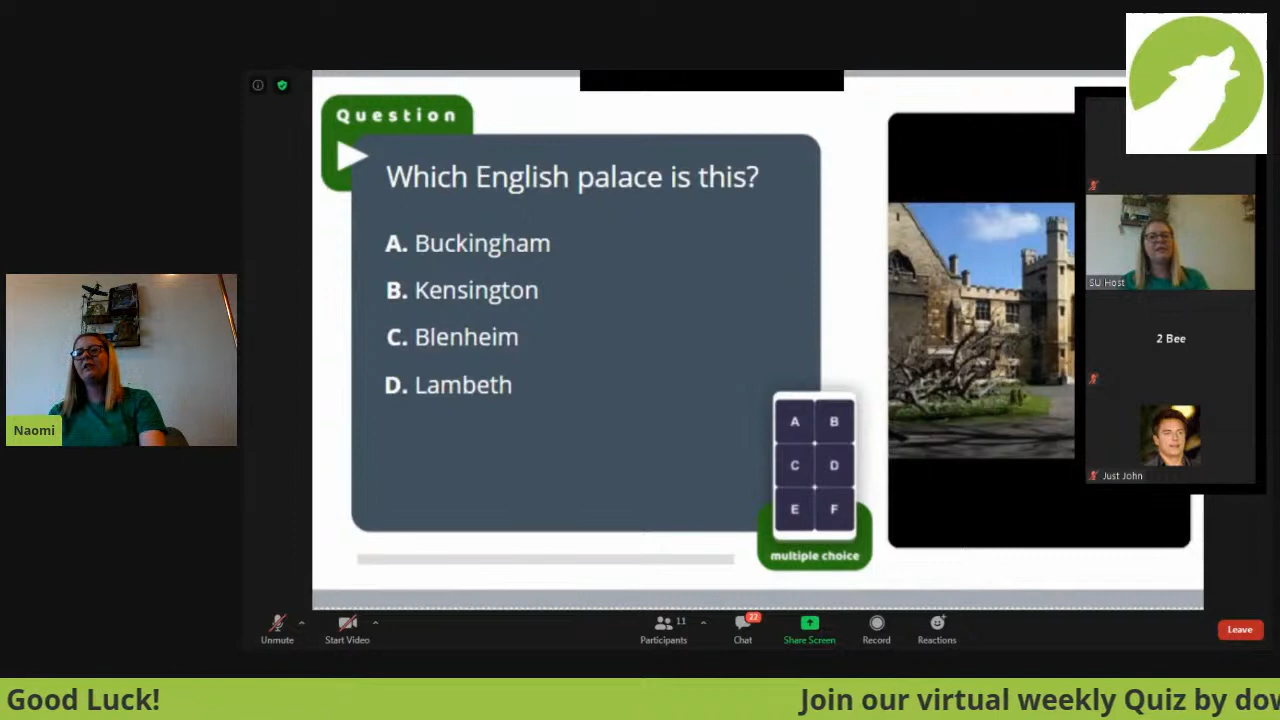 Question
Which English palace is this?
A. Buckingham
B. Kensington
C. Blenheim
D. Lambeth
A B
C D
E F
multiple choice
Naomi
SU Host
2 Bee
Just John
Unmute
Start Video
11
Participants
22
Chat
Share Screen
Record
Reactions
Leave
Good Luck!
Join our virtual weekly Quiz by dow